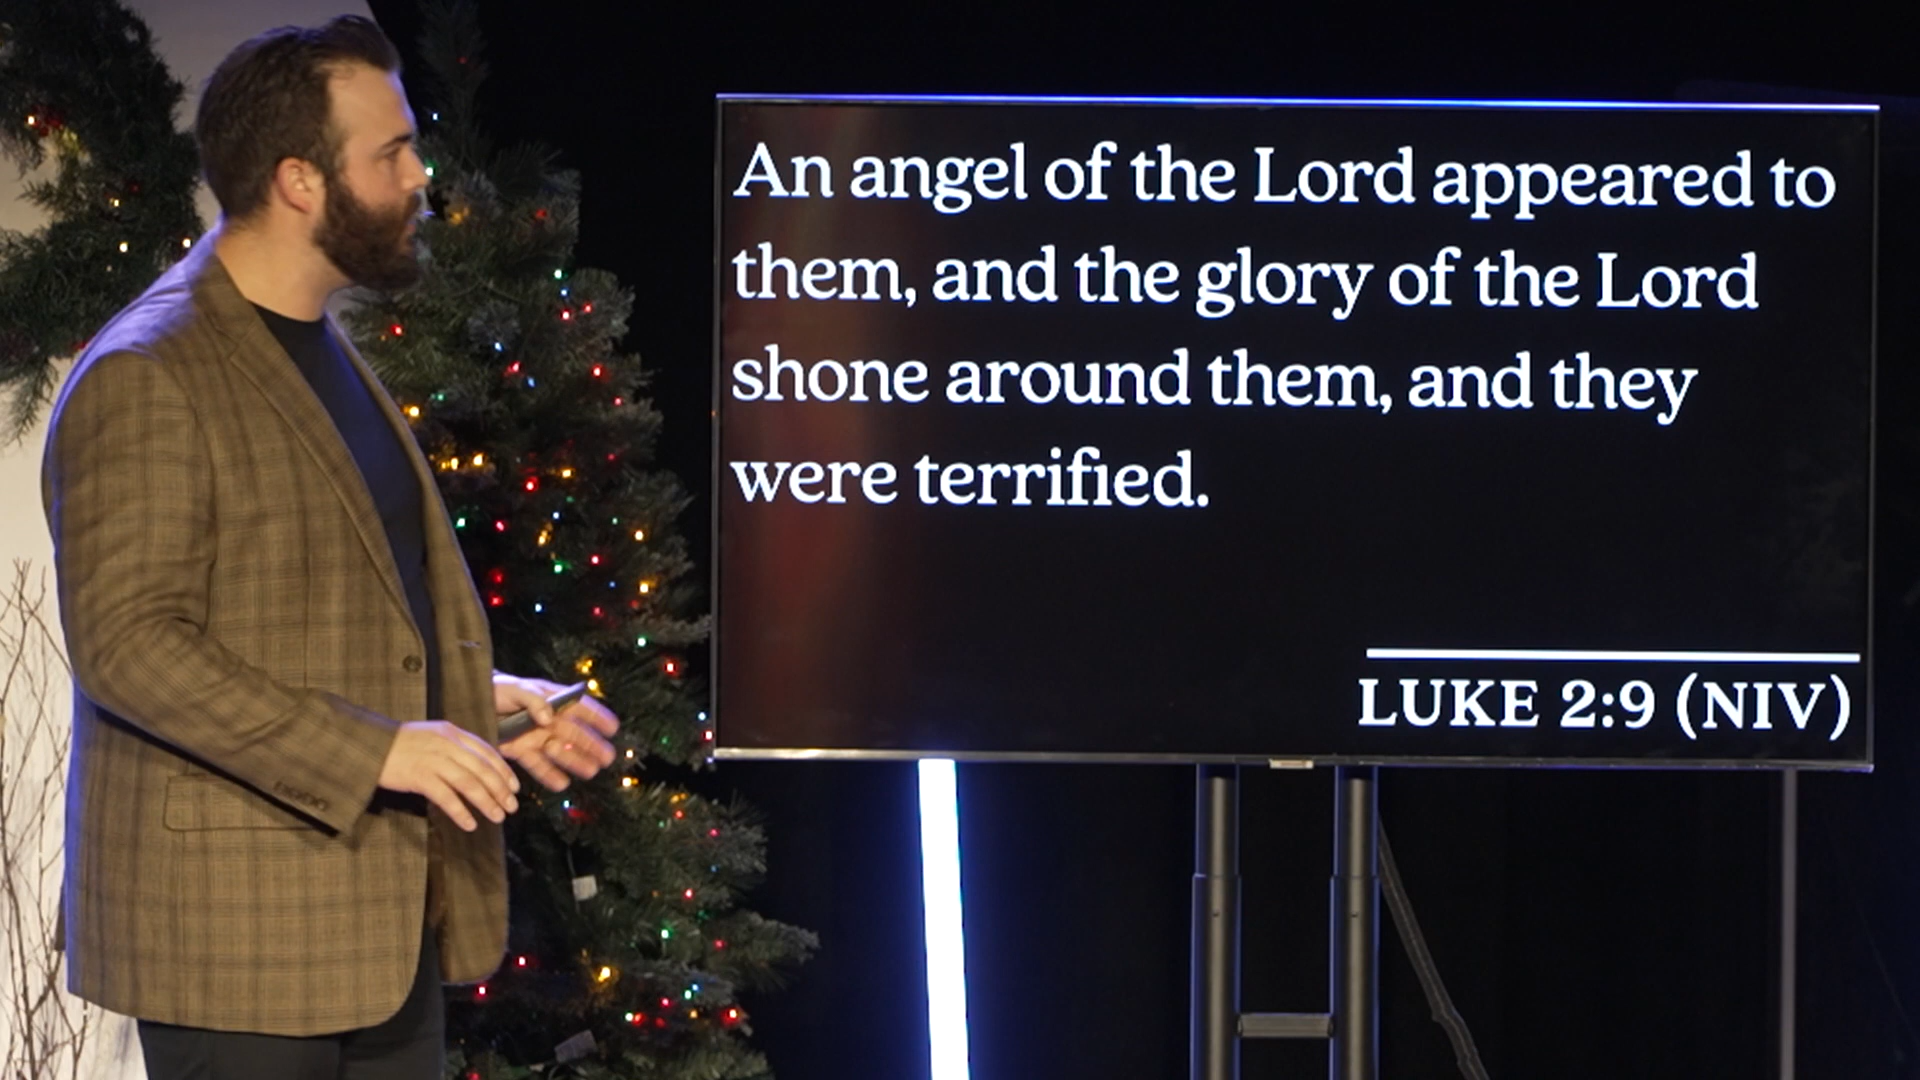 An angel of the Lord appeared to
them, and the glory of the Lord
shone around them, and they
were terrified.
LUKE 2:9 (NIV)